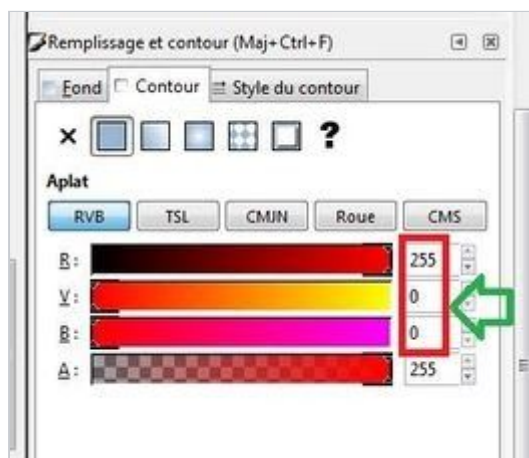 Remplissage et contour (Maj+Ctrl+F)
Fond Contour Style du contour
?
Aplat
RVB TSL CMJN Roue CMS
R: 255
V: 0
B: 0
A: 255